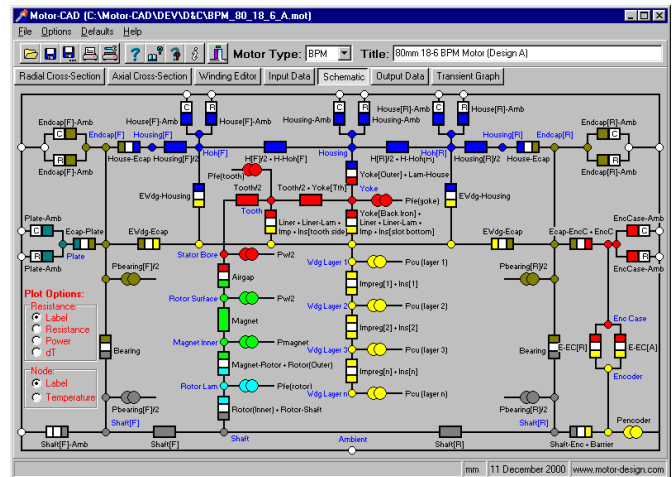 Motor-CAD (C:\Motor-CAD\DEV\D&C\BPM_80_18_6_A.mot)
File Options Defaults Help
Motor Type: BPM Title: 80mm 18-6 BPM Motor (Design A)
Radial Cross-Section Axial Cross-Section Winding Editor Input Data Schematic Output Data Transient Graph
House[F]-Amb House[F]-Amb Housing-Amb Housing-Amb House[R]-Amb House[R]-Amb
C R C R C R
Endcap[F]-Amb Endcap[R]-Amb
C C
R R
Endcap[F]-Amb Endcap[R]-Amb
Endcap[F] Housing[F] Hoh[F] Housing Hoh[R] Housing[R] Endcap[R]
House-Ecap Housing[F]/2 H[F]/2 + H-Hoh[F] H[R]/2 + H-Hoh[R] Housing[R]/2 House-Ecap
Pfe(tooth) Yoke[Outer] + Lam-House
Tooth/2 Tooth/2 + Yoke[Tth] Yoke
EWdg-Housing EWdg-Housing
Tooth Pfe(yoke)
Yoke[Back Iron] +
Liner + Liner-Lam + Liner + Liner-Lam +
Imp + Ins[tooth side] Imp + Ins[slot bottom]
Plate-Amb EncCase-Amb
C C
R R
Plate-Amb EncCase-Amb
Ecap-Plate EWdg-Ecap EWdg-Ecap Ecap-EncC + EncC
Plate
Stator Bore Pwf2 Wdg Layer 1 Pcu (layer 1)
Pbearing[F]/2 Airgap Impreg[1] + Ins[1] Pbearing[R]/2
Rotor Surface Pwf2 Wdg Layer 2 Pcu (layer 2)
Magnet Impreg[2] + Ins[2] Enc Case
Magnet Inner Pmagnet Wdg Layer 3 Pcu (layer 3)
Bearing Magnet-Rotor + Rotor(Outer) Impreg[n] + Ins[n] Bearing E-EC[R] E-EC[A]
Rotor Lam Pfe(rotor) Wdg Layer n Pcu (layer n) Encoder
Rotor(Inner) + Rotor-Shaft
Pbearing[F]/2 Pbearing[R]/2
Plot Options:
Resistance:
Label
Resistance
Power
dT
Node:
Label
Temperature
Shaft[F] Shaft Ambient Shaft[R] Pencoder
Shaft[F]-Amb Shaft[F] Shaft[R] Shaft-Enc + Barrier
mm 11 December 2000 www.motor-design.com